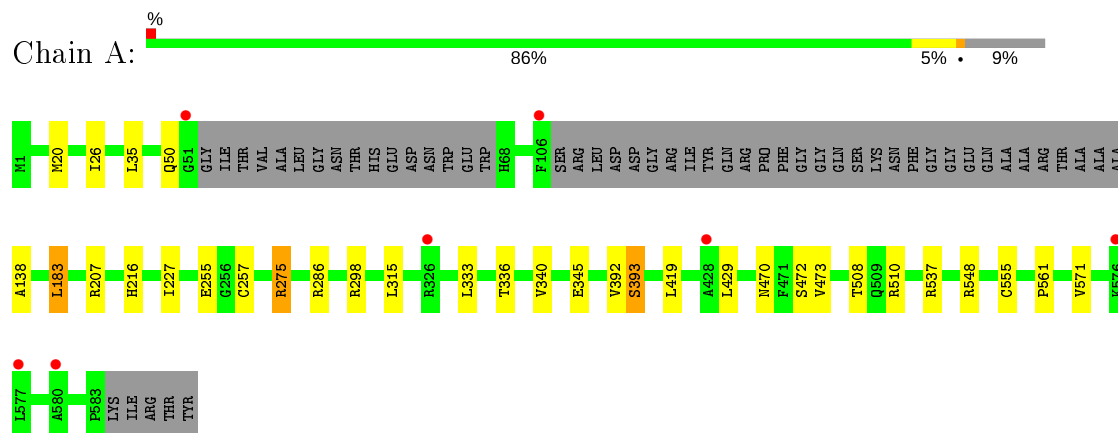 %
Chain A:
86% 5% • 9%
M1 M20 I26 L35 Q50 G51 GLY ILE THR VAL ALA LEU GLY ASN THR HIS GLU ASP ASN TRP GLU TRP H68 F106 SER ARG LEU ASP ASP GLY ARG ILE TYR GLN ARG PRO PHE GLY GLY GLN SER LYS ASN PHE GLY GLY GLU GLN ALA ALA ARG THR ALA ALA ALA
A138 L183 R207 H216 I227 E255 G256 C257 R275 R286 R298 L315 R326 L333 T336 V340 E345 V392 S393 L419 A428 L429 N470 F471 S472 V473 T508 Q509 R510 R537 R548 C555 P561 V571 K576
L577 A580 P583 LYS ILE ARG THR TYR